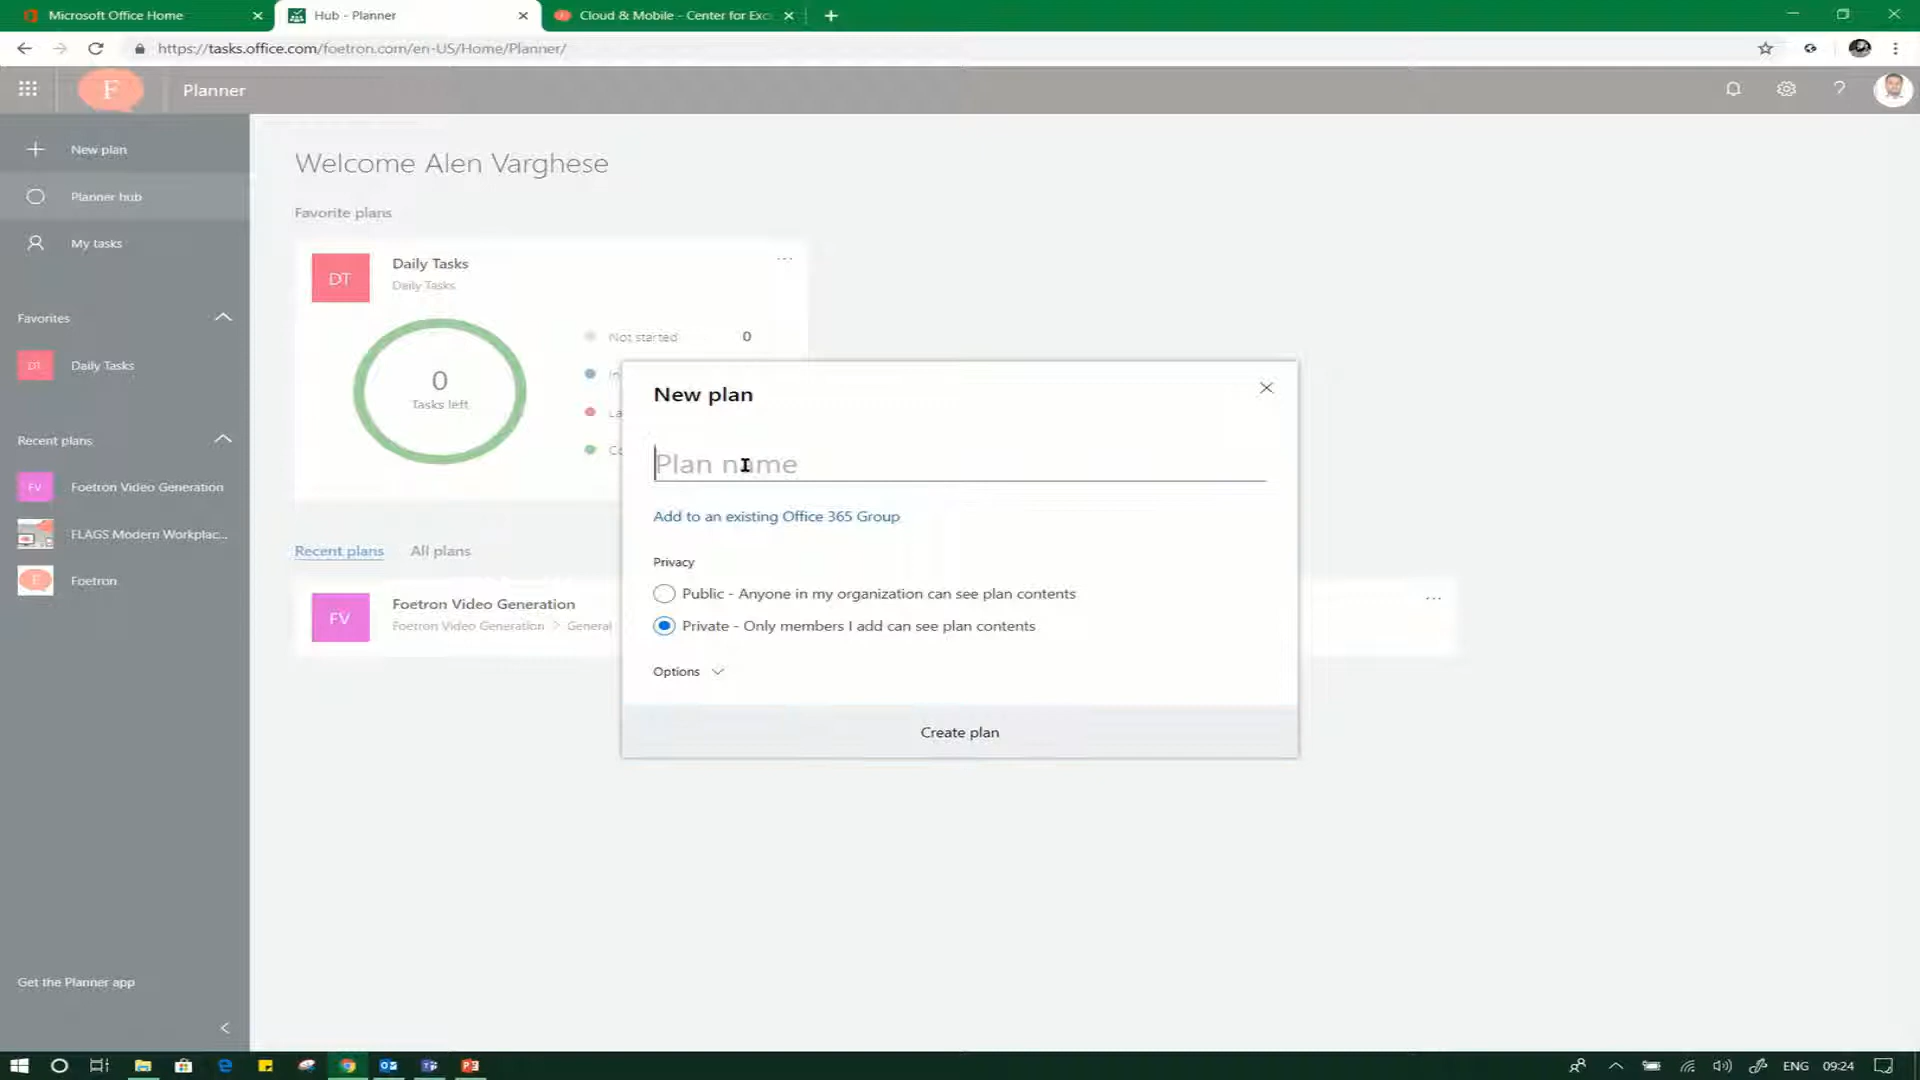 Microsoft Office Home
Hub - Planner
Cloud & Mobile - Center for Exc
https://tasks.office.com/foetron.com/en-US/Home/Planner/
F
Planner
New plan
Planner hub
My tasks
Favorites
DT
Daily Tasks
Recent plans
FV
Foetron Video Generation
FLAGS Modern Workplac...
Foetron
Get the Planner app
Welcome Alen Varghese
Favorite plans
DT
Daily Tasks
Daily Tasks
0
Tasks left
Not started 0
In
La
Co
Recent plans
All plans
FV
Foetron Video Generation
Foetron Video Generation > General
New plan
Plan name
Add to an existing Office 365 Group
Privacy
Public - Anyone in my organization can see plan contents
Private - Only members I add can see plan contents
Options
Create plan
ENG
09:24